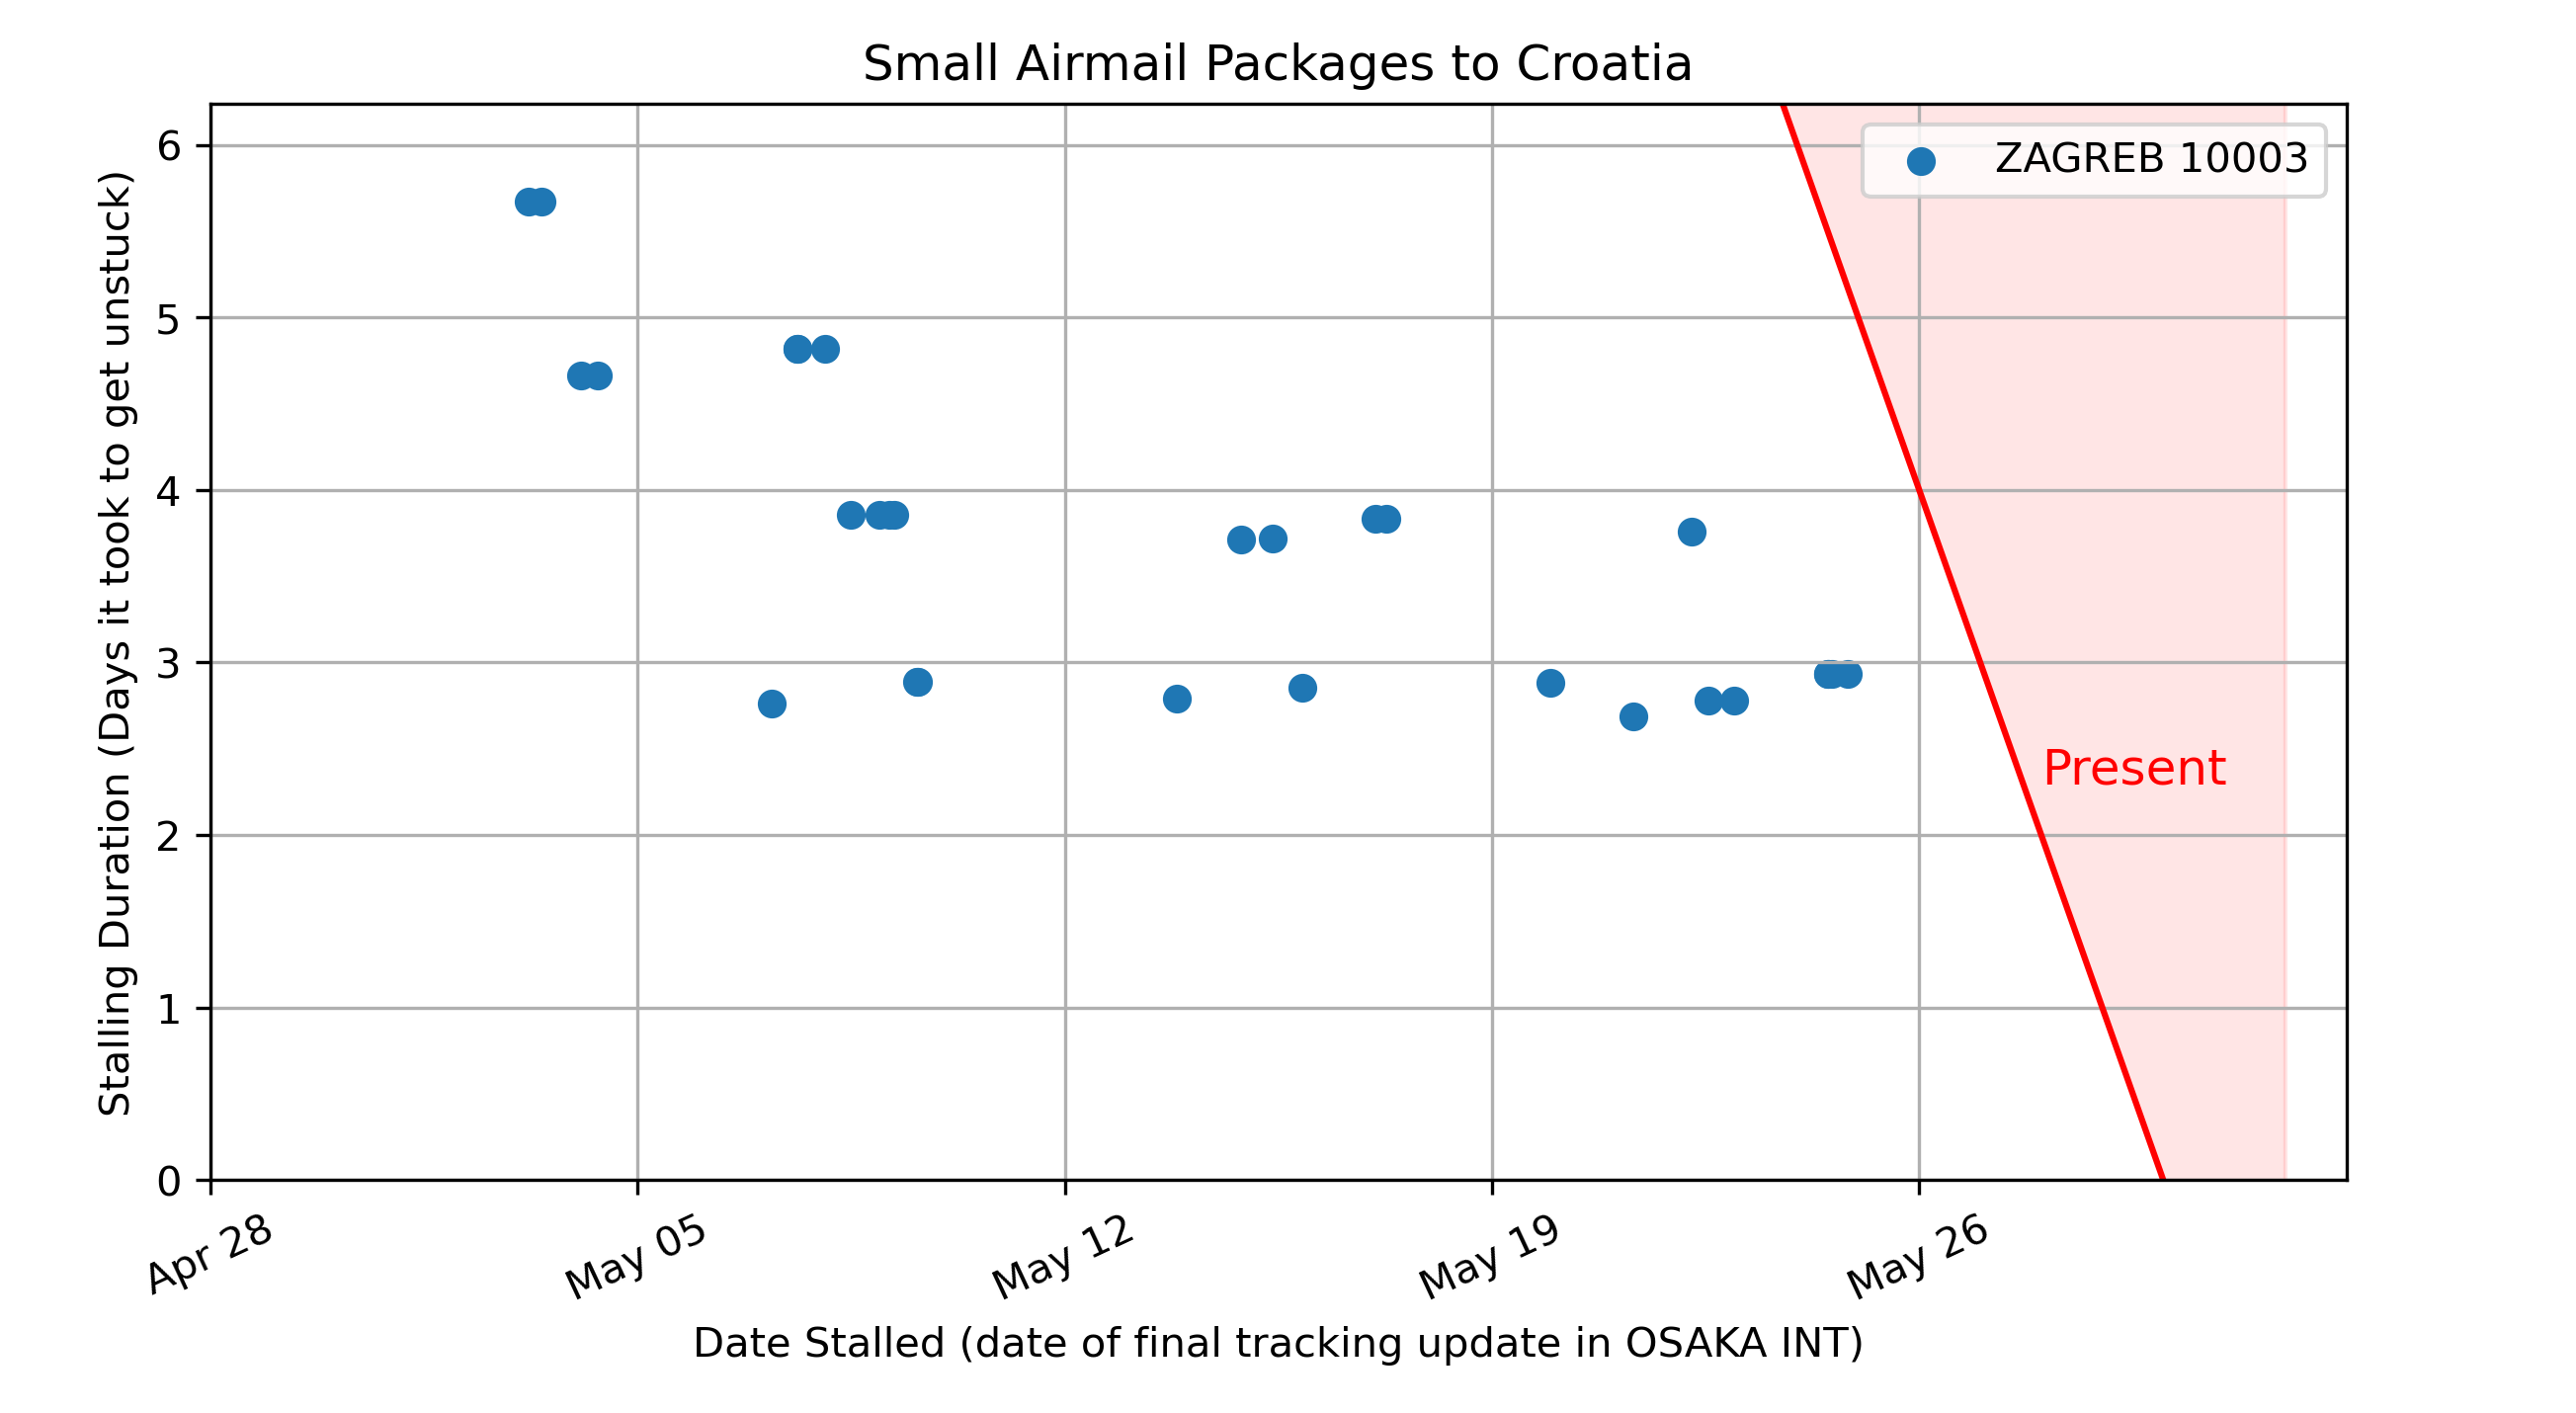 Small Airmail Packages to Croatia
ZAGREB 10003
Present
Stalling Duration (Days it took to get unstuck)
6
5
4
3
2
1
0
Apr 28
May 05
May 12
May 19
May 26
Date Stalled (date of final tracking update in OSAKA INT)